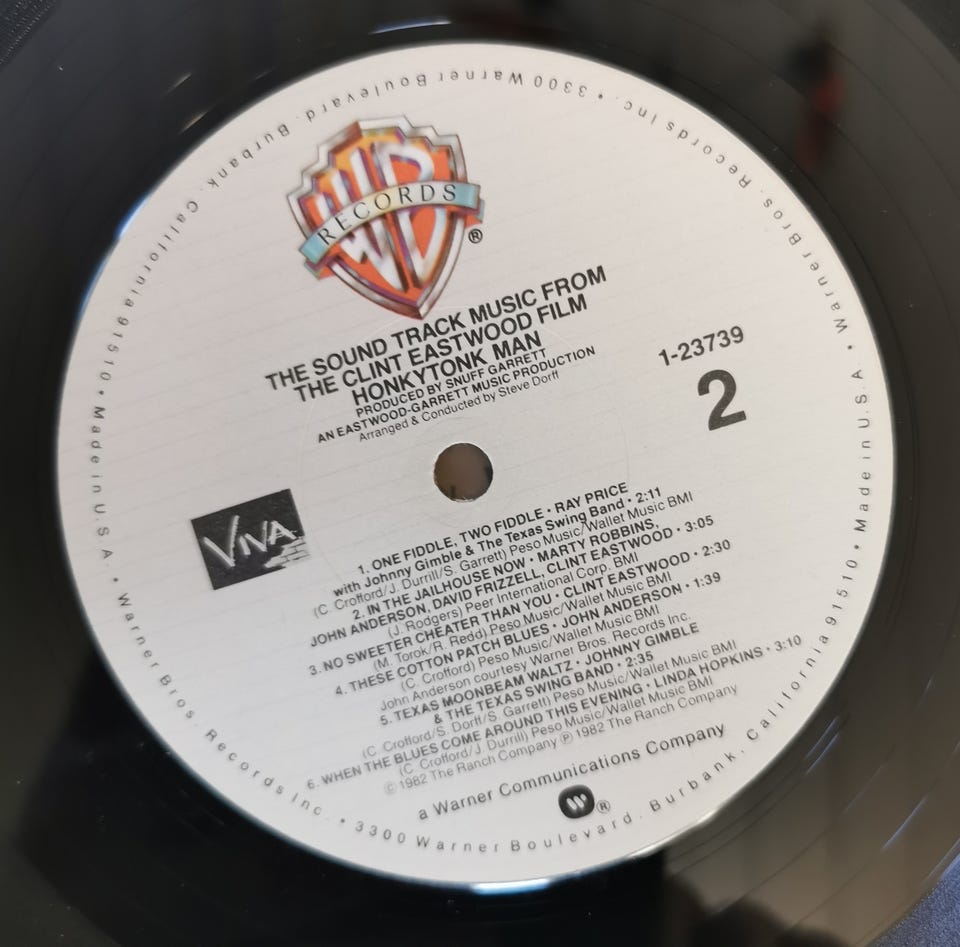 WB
RECORDS
®
THE SOUND TRACK MUSIC FROM
THE CLINT EASTWOOD FILM
HONKYTONK MAN
PRODUCED BY SNUFF GARRETT
AN EASTWOOD-GARRETT MUSIC PRODUCTION
Arranged & Conducted by Steve Dorff
1-23739
2
VIVA
1. ONE FIDDLE, TWO FIDDLE • RAY PRICE
with Johnny Gimble & The Texas Swing Band • 2:11
(C. Crofford/J. Durrill/S. Garrett) Peso Music/Wallet Music BMI
2. IN THE JAILHOUSE NOW • MARTY ROBBINS,
JOHN ANDERSON, DAVID FRIZZELL, CLINT EASTWOOD • 3:05
(J. Rodgers) Peer International Corp. BMI
3. NO SWEETER CHEATER THAN YOU • CLINT EASTWOOD • 2:30
(M. Torok/R. Redd) Peso Music/Wallet Music BMI
4. THESE COTTON PATCH BLUES • JOHN ANDERSON • 1:39
(C. Crofford) Peso Music/Wallet Music BMI
John Anderson courtesy Warner Bros. Records Inc.
5. TEXAS MOONBEAM WALTZ • JOHNNY GIMBLE
& THE TEXAS SWING BAND • 2:35
(C. Crofford/S. Dorff/S. Garrett) Peso Music/Wallet Music BMI
6. WHEN THE BLUES COME AROUND THIS EVENING • LINDA HOPKINS • 3:10
(C. Crofford/J. Durrill) Peso Music/Wallet Music BMI
© 1982 The Ranch Company ℗ 1982 The Ranch Company
a Warner Communications Company
®
Warner Bros. Records Inc. • 3300 Warner Boulevard, Burbank, California 91510 • Made in U.S.A. • Warner Bros. Records Inc. • 3300 Warner Boulevard, Burbank, California 91510 • Made in U.S.A. •